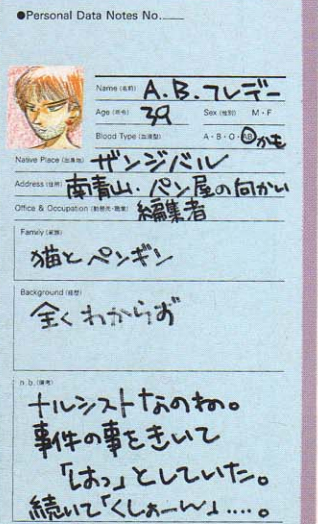 ●Personal Data Notes No.......
Name (名前) A.B.フレデー
Age (年令) 39 Sex (性別) M・F
Blood Type (血液型) A・B・O・AB かも
Native Place (出身地) ザンジバル
Address (住所) 南青山・パン屋の向かい
Office & Occupation (勤務先・職業) 編集者
Family (家族)
猫とペンギン
Background (経歴)
全くわからず
n.b. (備考)
ナルシストなのね。
事件の事をきいて
「はっ」としていた。
続いて「くしぁーん」....。